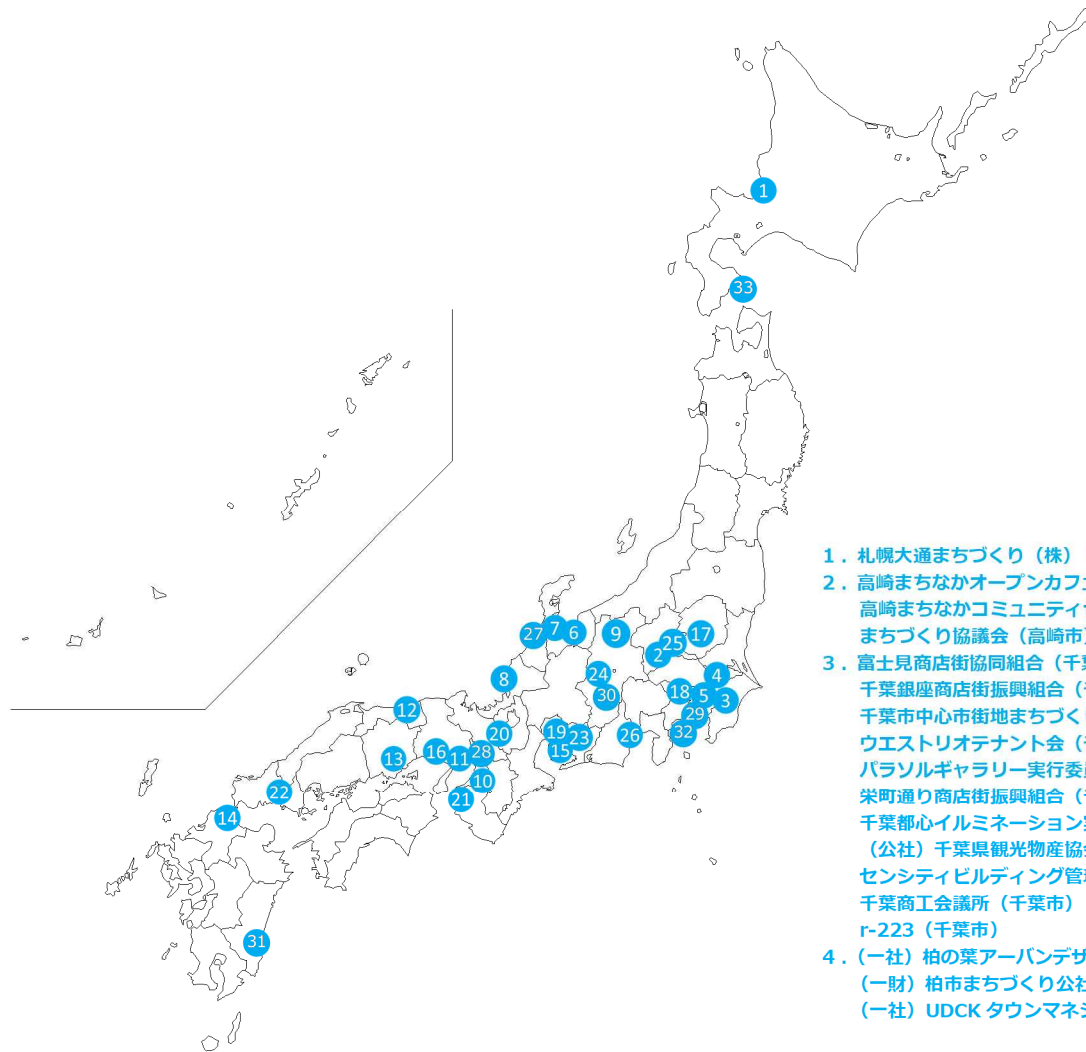 1
33
27
7
6
9
17
25
2
8
24
4
18
5
3
30
12
29
19
23
26
32
20
15
16
28
13
11
10
22
21
14
31
1．札幌大通まちづくり（株）
2．高崎まちなかオープンカフェ
高崎まちなかコミュニティ
まちづくり協議会（高崎市）
3．富士見商店街協同組合（千
千葉銀座商店街振興組合（
千葉市中心市街地まちづく
ウエストリオテナント会（
パラソルギャラリー実行委
栄町通り商店街振興組合（
千葉都心イルミネーション
（公社）千葉県観光物産協会
センシティビルディング管
千葉商工会議所（千葉市）
r-223（千葉市）
4．（一社）柏の葉アーバンデザ
（一財）柏市まちづくり公社
（一社）UDCK タウンマネ